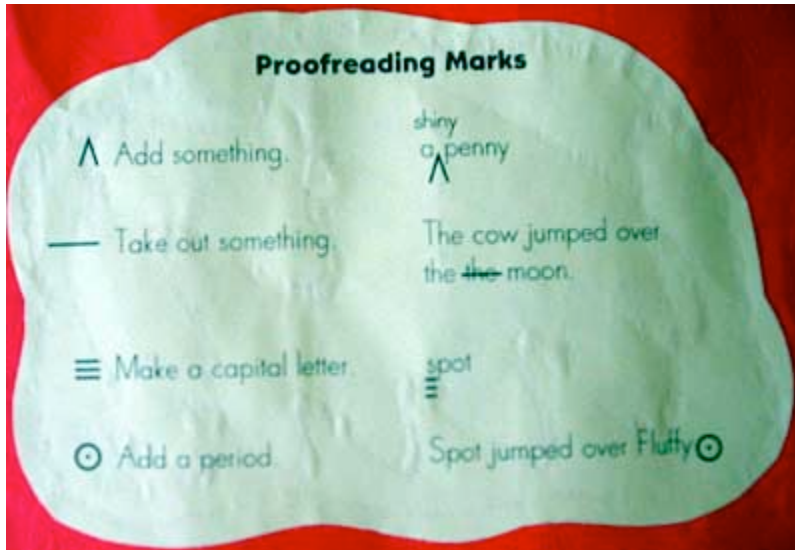 Proofreading Marks
Add something.
shiny
a penny
Take out something.
The cow jumped over
the the moon.
Make a capital letter.
spot
Add a period.
Spot jumped over Fluffy